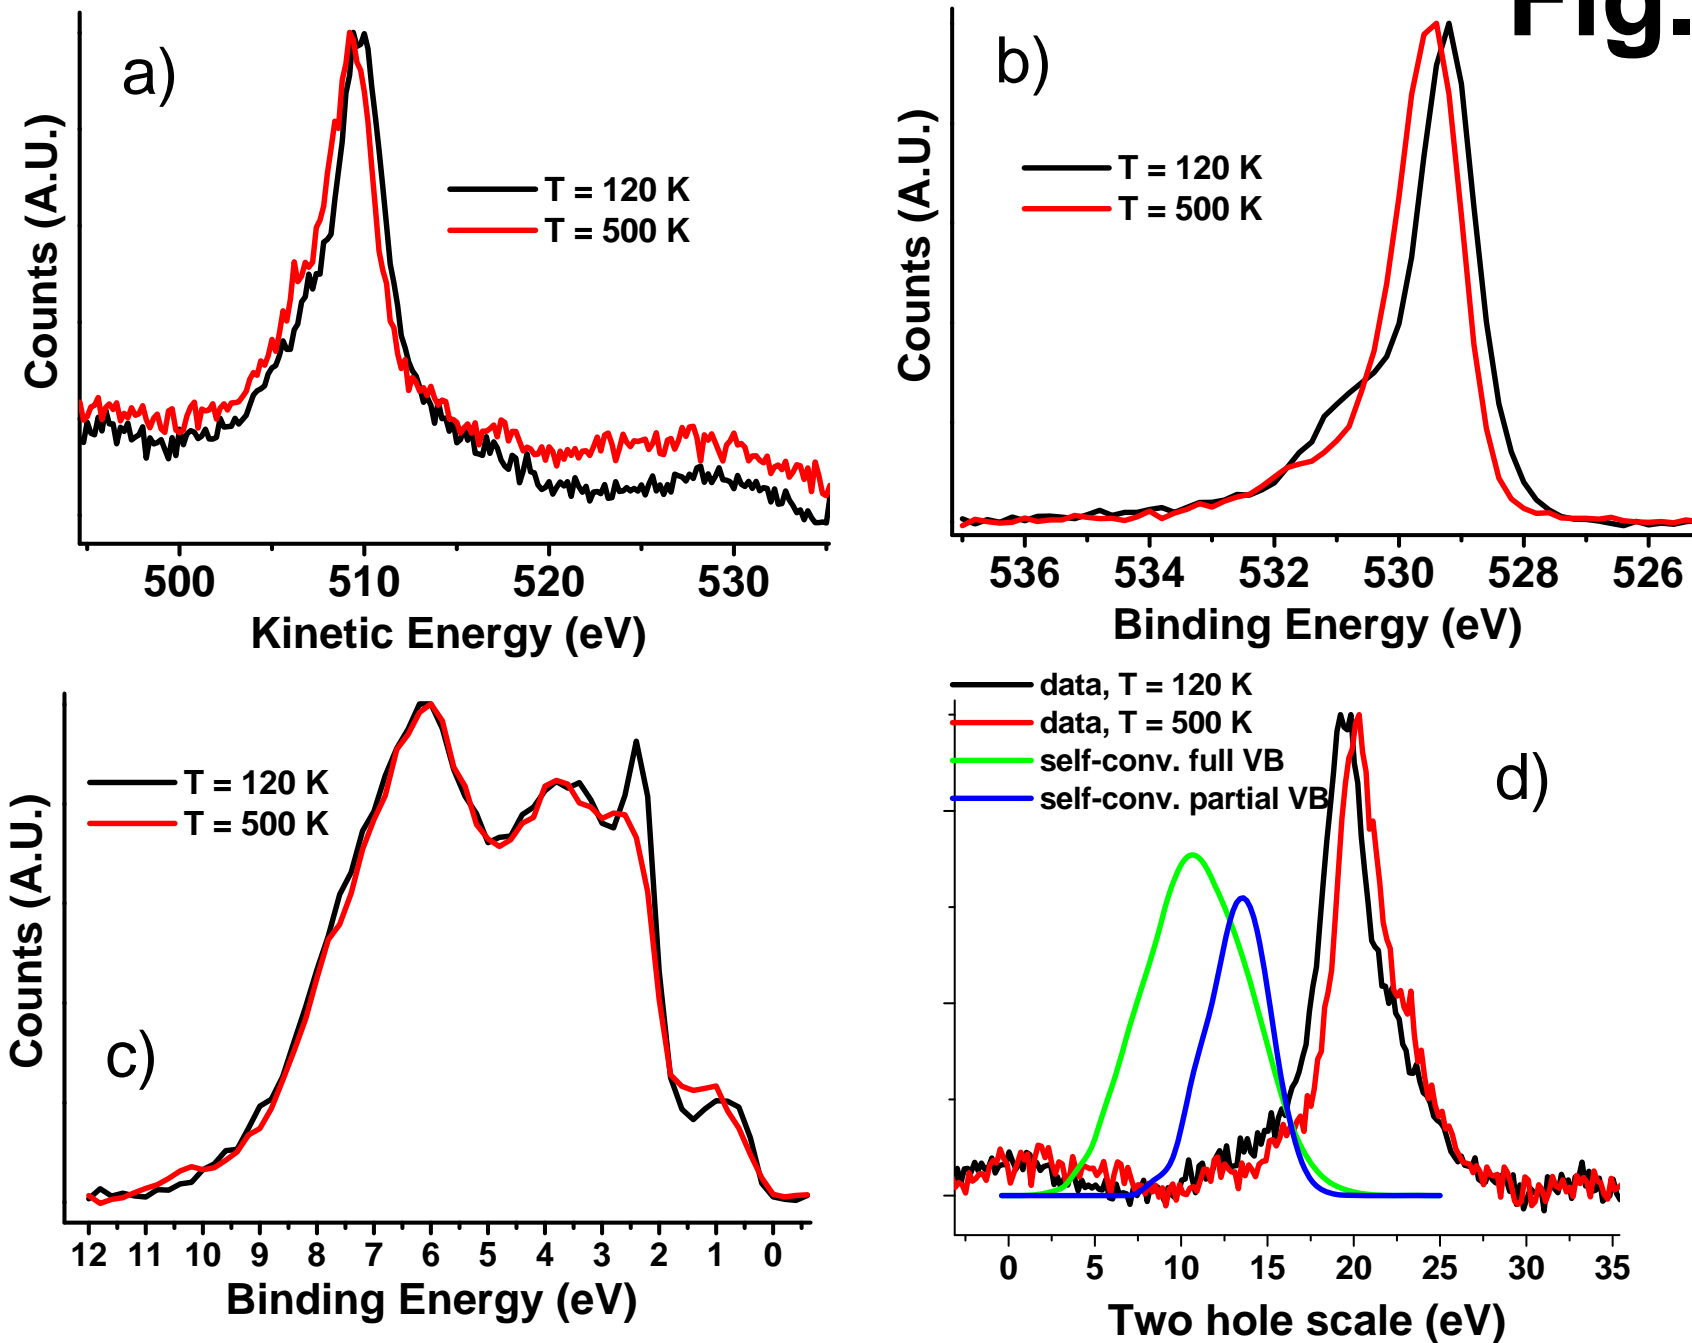 Fig.
a)
Counts (A.U.)
T = 120 K
T = 500 K
500 510 520 530
Kinetic Energy (eV)
b)
Counts (A.U.)
T = 120 K
T = 500 K
536 534 532 530 528 526
Binding Energy (eV)
c)
Counts (A.U.)
T = 120 K
T = 500 K
12 11 10 9 8 7 6 5 4 3 2 1 0
Binding Energy (eV)
data, T = 120 K
data, T = 500 K
self-conv. full VB
self-conv. partial VB
d)
0 5 10 15 20 25 30 35
Two hole scale (eV)